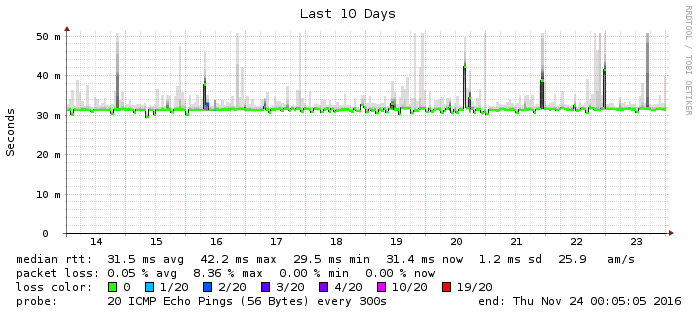 Last 10 Days
RRDTOOL / TOBI OETIKER
Seconds
50 m
40 m
30 m
20 m
10 m
0
14 15 16 17 18 19 20 21 22 23
median rtt: 31.5 ms avg 42.2 ms max 29.5 ms min 31.4 ms now 1.2 ms sd 25.9 am/s
packet loss: 0.05 % avg 8.36 % max 0.00 % min 0.00 % now
loss color: 0 1/20 2/20 3/20 4/20 10/20 19/20
probe: 20 ICMP Echo Pings (56 Bytes) every 300s end: Thu Nov 24 00:05:05 2016